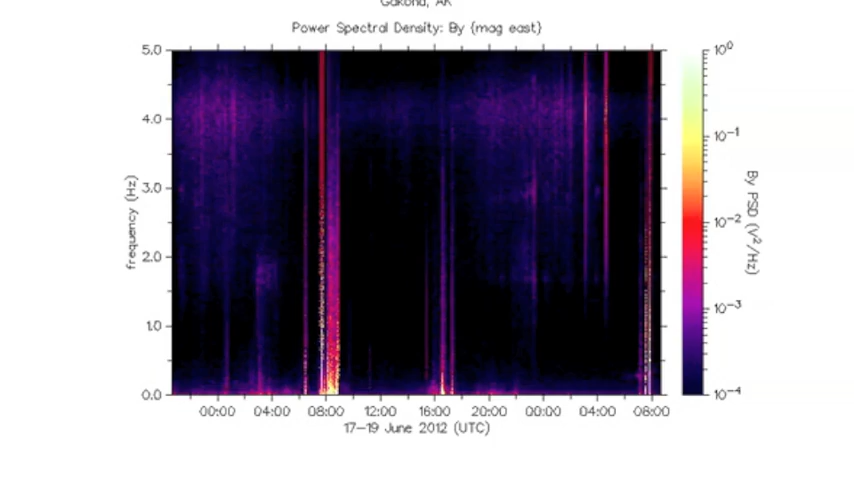 Gakona, AK
Power Spectral Density: By {mag east}
5.0
4.0
3.0
2.0
1.0
0.0
frequency (Hz)
00:00 04:00 08:00 12:00 16:00 20:00 00:00 04:00 08:00
17-19 June 2012 (UTC)
10⁰
10⁻¹
10⁻²
10⁻³
10⁻⁴
By PSD (V²/Hz)